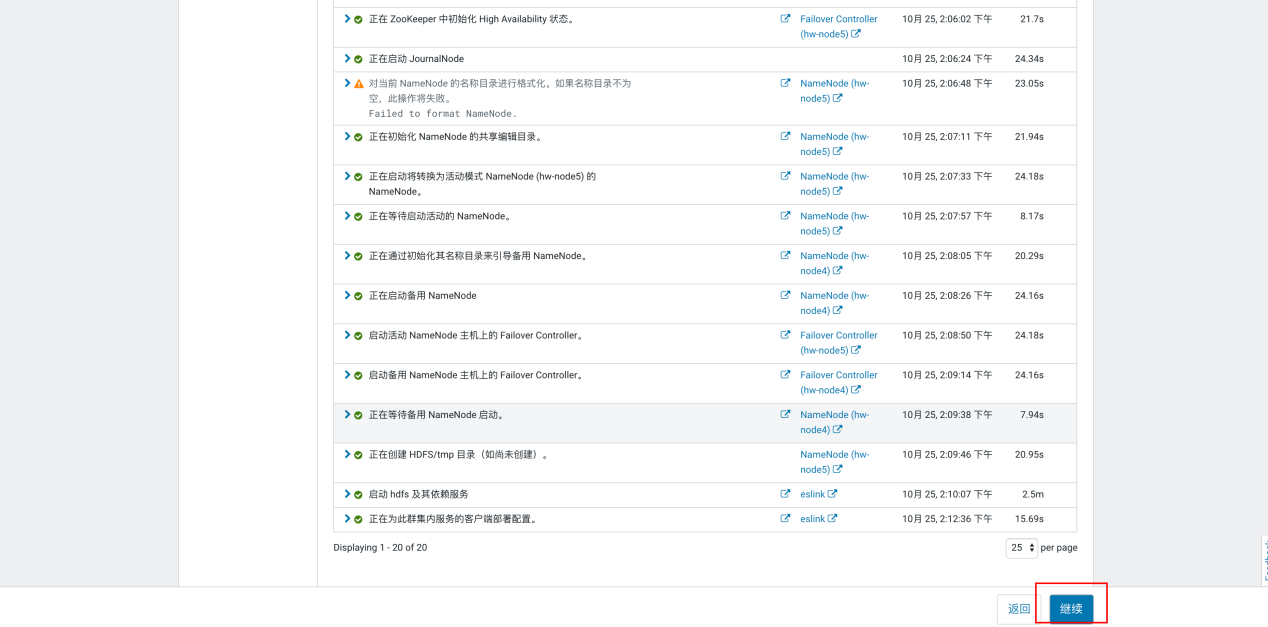 正在 ZooKeeper 中初始化 High Availability 状态。 Failover Controller 10月 25, 2:06:02 下午 21.7s
(hw-node5)
正在启动 JournalNode 10月 25, 2:06:24 下午 24.34s
对当前 NameNode 的名称目录进行格式化。如果名称目录不为 NameNode (hw- 10月 25, 2:06:48 下午 23.05s
空，此操作将失败。 node5)
Failed to format NameNode.
正在初始化 NameNode 的共享编辑目录。 NameNode (hw- 10月 25, 2:07:11 下午 21.94s
node5)
正在启动将转换为活动模式 NameNode (hw-node5) 的 NameNode (hw- 10月 25, 2:07:33 下午 24.18s
NameNode。 node5)
正在等待启动活动的 NameNode。 NameNode (hw- 10月 25, 2:07:57 下午 8.17s
node5)
正在通过初始化其名称目录来引导备用 NameNode。 NameNode (hw- 10月 25, 2:08:05 下午 20.29s
node4)
正在启动备用 NameNode NameNode (hw- 10月 25, 2:08:26 下午 24.16s
node4)
启动活动 NameNode 主机上的 Failover Controller。 Failover Controller 10月 25, 2:08:50 下午 24.18s
(hw-node5)
启动备用 NameNode 主机上的 Failover Controller。 Failover Controller 10月 25, 2:09:14 下午 24.16s
(hw-node4)
正在等待备用 NameNode 启动。 NameNode (hw- 10月 25, 2:09:38 下午 7.94s
node4)
正在创建 HDFS/tmp 目录（如尚未创建）。 NameNode (hw- 10月 25, 2:09:46 下午 20.95s
node5)
启动 hdfs 及其依赖服务 eslink 10月 25, 2:10:07 下午 2.5m
正在为此群集内服务的客户端部署配置。 eslink 10月 25, 2:12:36 下午 15.69s
Displaying 1 - 20 of 20 25 per page
返回 继续